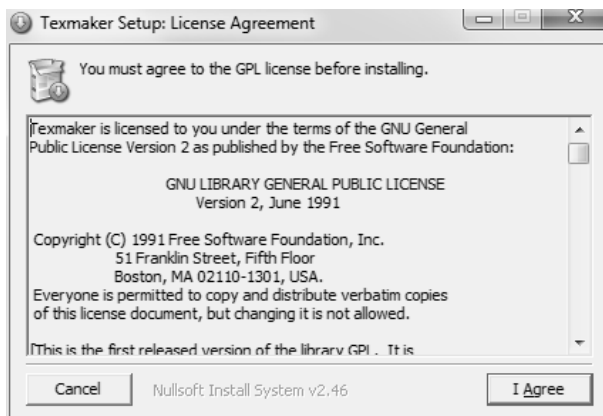 Texmaker Setup: License Agreement
You must agree to the GPL license before installing.
Texmaker is licensed to you under the terms of the GNU General
Public License Version 2 as published by the Free Software Foundation:
GNU LIBRARY GENERAL PUBLIC LICENSE
Version 2, June 1991
Copyright (C) 1991 Free Software Foundation, Inc.
51 Franklin Street, Fifth Floor
Boston, MA 02110-1301, USA.
Everyone is permitted to copy and distribute verbatim copies
of this license document, but changing it is not allowed.
[This is the first released version of the library GPL. It is
Cancel
Nullsoft Install System v2.46
I Agree